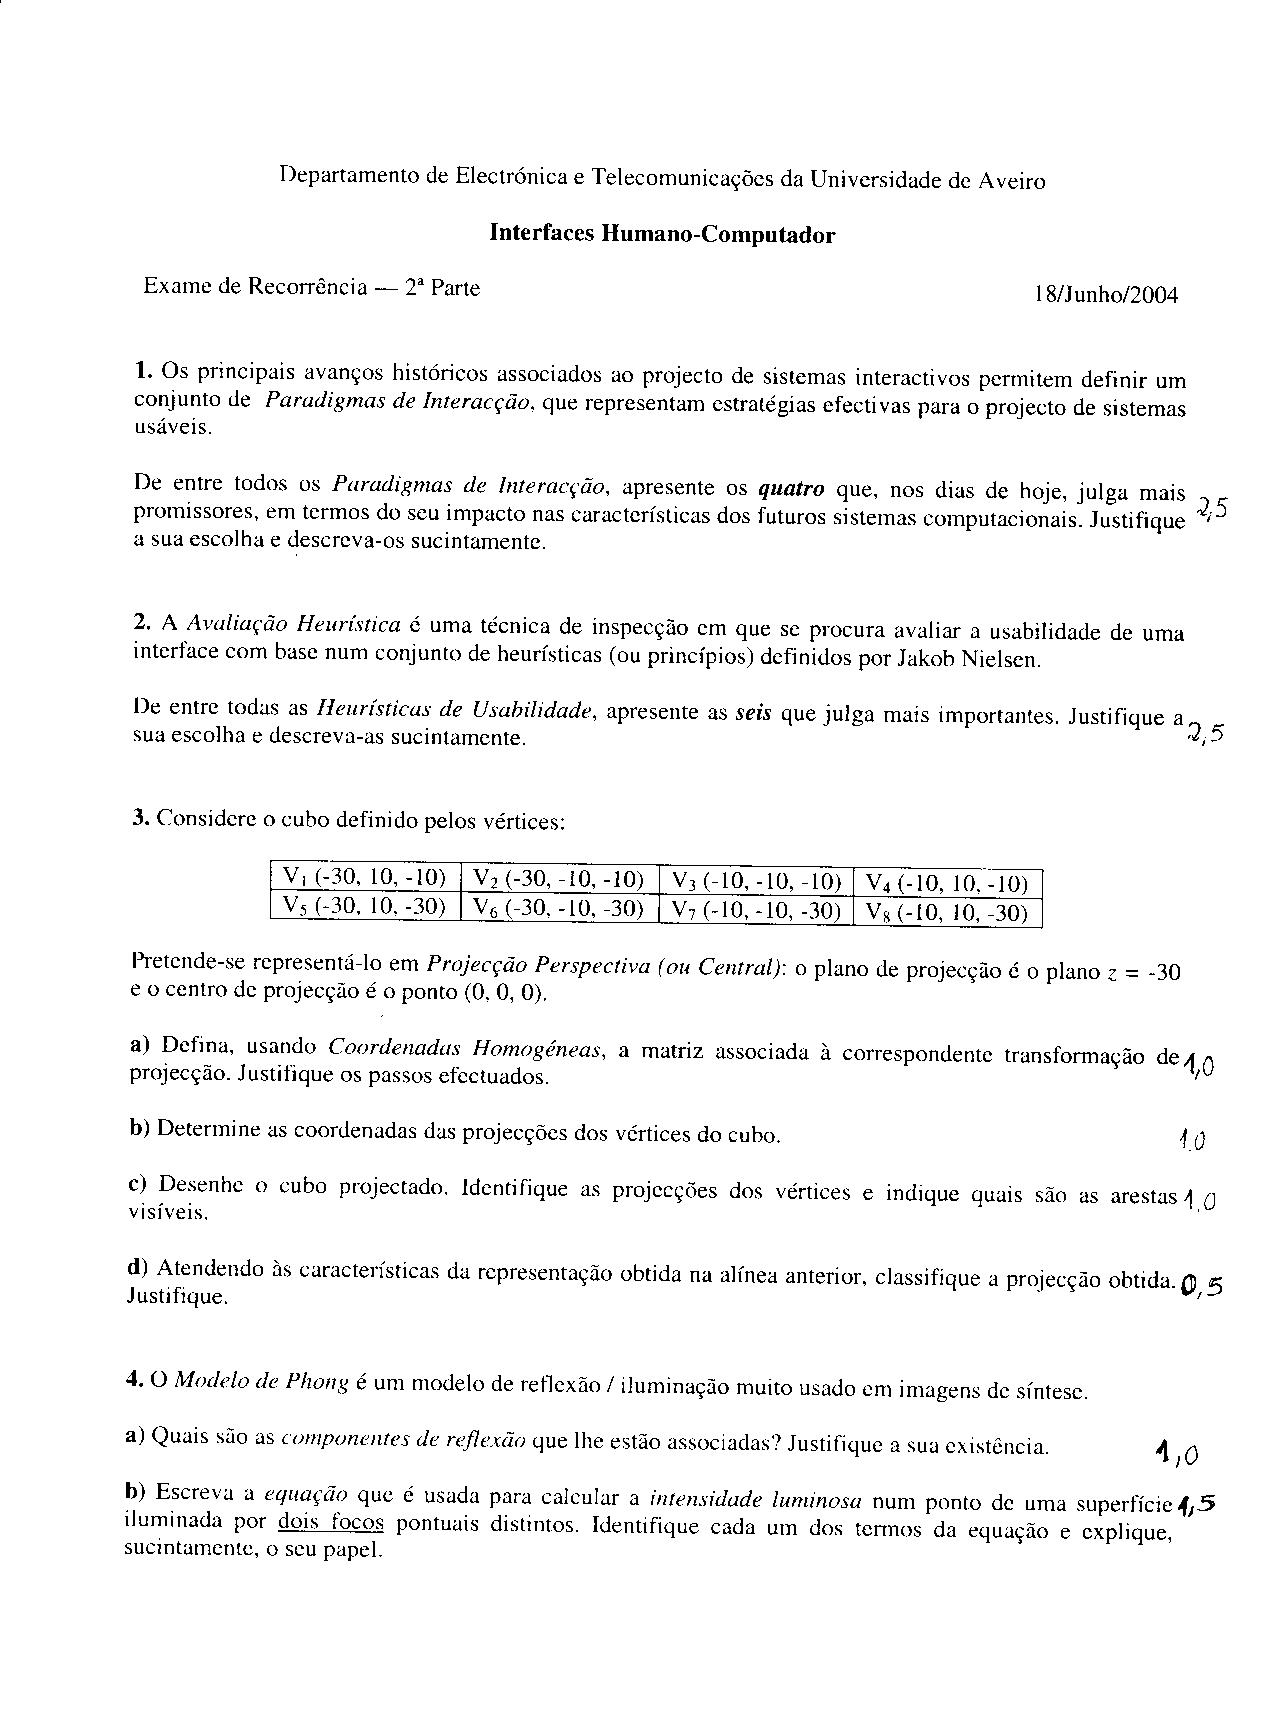 Departamento de Electrónica e Telecomunicações da Universidade de Aveiro
Interfaces Humano-Computador
Exame de Recorrência — 2ª Parte
18/Junho/2004
1. Os principais avanços históricos associados ao projecto de sistemas interactivos permitem definir um
conjunto de Paradigmas de Interacção, que representam estratégias efectivas para o projecto de sistemas
usáveis.
De entre todos os Paradigmas de Interacção, apresente os quatro que, nos dias de hoje, julga mais
promissores, em termos do seu impacto nas características dos futuros sistemas computacionais. Justifique 2,5
a sua escolha e descreva-os sucintamente.
2. A Avaliação Heurística é uma técnica de inspecção em que se procura avaliar a usabilidade de uma
interface com base num conjunto de heurísticas (ou princípios) definidos por Jakob Nielsen.
De entre todas as Heurísticas de Usabilidade, apresente as seis que julga mais importantes. Justifique a
sua escolha e descreva-as sucintamente. 2,5
3. Considere o cubo definido pelos vértices:
V1 (-30, 10, -10) V2 (-30, -10, -10) V3 (-10, -10, -10) V4 (-10, 10, -10)
V5 (-30, 10, -30) V6 (-30, -10, -30) V7 (-10, -10, -30) V8 (-10, 10, -30)
Pretende-se representá-lo em Projecção Perspectiva (ou Central): o plano de projecção é o plano z = -30
e o centro de projecção é o ponto (0, 0, 0).
a) Defina, usando Coordenadas Homogéneas, a matriz associada à correspondente transformação de 1,0
projecção. Justifique os passos efectuados.
b) Determine as coordenadas das projecções dos vértices do cubo. 1.0
c) Desenhe o cubo projectado. Identifique as projecções dos vértices e indique quais são as arestas 1.0
visíveis.
d) Atendendo às características da representação obtida na alínea anterior, classifique a projecção obtida. 0,5
Justifique.
4. O Modelo de Phong é um modelo de reflexão / iluminação muito usado em imagens de síntese.
a) Quais são as componentes de reflexão que lhe estão associadas? Justifique a sua existência. 1,0
b) Escreva a equação que é usada para calcular a intensidade luminosa num ponto de uma superfície 1,5
iluminada por dois focos pontuais distintos. Identifique cada um dos termos da equação e explique,
sucintamente, o seu papel.